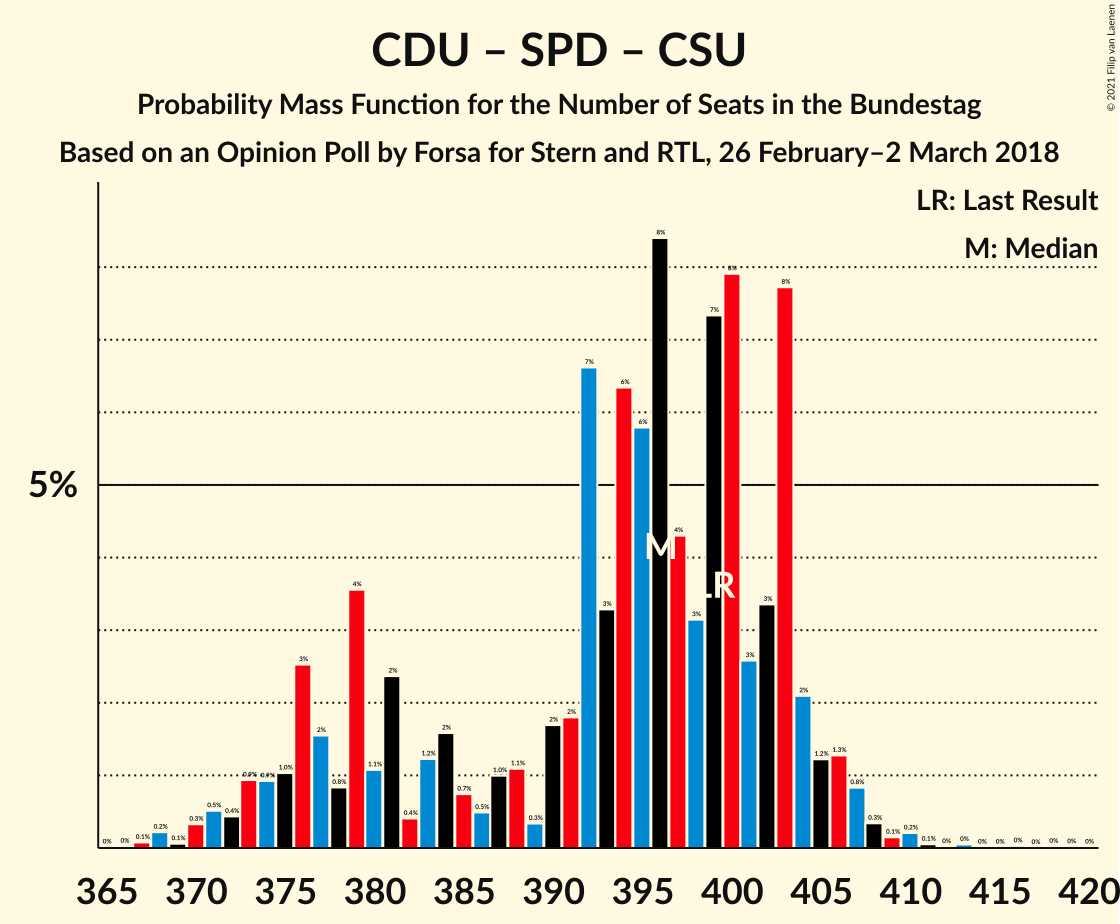 CDU – SPD – CSU
Probability Mass Function for the Number of Seats in the Bundestag
Based on an Opinion Poll by Forsa for Stern and RTL, 26 February–2 March 2018
© 2021 Filip van Laenen
LR: Last Result
M: Median
5%
0% 0% 0.1% 0.2% 0.1% 0.3% 0.5% 0.4% 0.9% 0.9% 1.0% 3% 2% 0.8% 4% 1.1% 2% 0.4% 1.2% 2% 0.7% 0.5% 1.0% 1.1% 0.3% 2% 2% 7% 3% 6% 6% 8% 4% 3% 7% 8% 3% 3% 8% 2% 1.2% 1.3% 0.8% 0.3% 0.1% 0.2% 0.1% 0% 0% 0% 0% 0% 0% 0% 0% 0%
M
LR
365 370 375 380 385 390 395 400 405 410 415 420